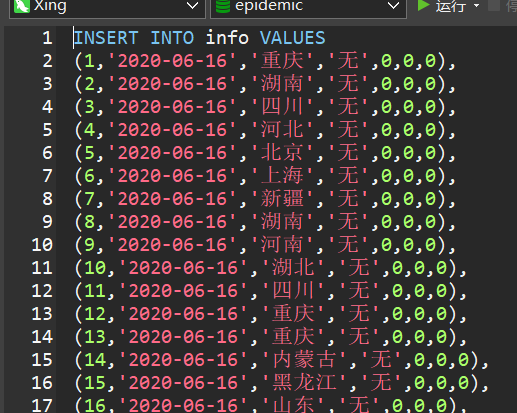 Xing epidemic 运行
1 INSERT INTO info VALUES
2 (1,'2020-06-16','重庆','无',0,0,0),
3 (2,'2020-06-16','湖南','无',0,0,0),
4 (3,'2020-06-16','四川','无',0,0,0),
5 (4,'2020-06-16','河北','无',0,0,0),
6 (5,'2020-06-16','北京','无',0,0,0),
7 (6,'2020-06-16','上海','无',0,0,0),
8 (7,'2020-06-16','新疆','无',0,0,0),
9 (8,'2020-06-16','湖南','无',0,0,0),
10 (9,'2020-06-16','河南','无',0,0,0),
11 (10,'2020-06-16','湖北','无',0,0,0),
12 (11,'2020-06-16','四川','无',0,0,0),
13 (12,'2020-06-16','重庆','无',0,0,0),
14 (13,'2020-06-16','重庆','无',0,0,0),
15 (14,'2020-06-16','内蒙古','无',0,0,0),
16 (15,'2020-06-16','黑龙江','无',0,0,0),
17 (16,'2020-06-16','山东','无',0,0,0),